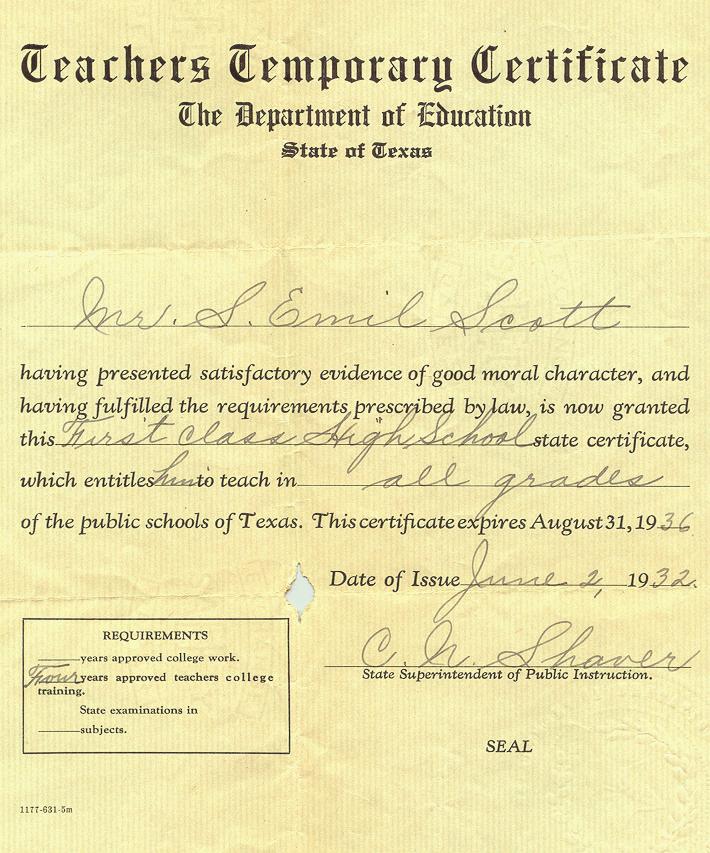 Teachers Temporary Certificate
The Department of Education
State of Texas
Mr. S. Emil Scott
having presented satisfactory evidence of good moral character, and
having fulfilled the requirements prescribed by law, is now granted
this First class High School state certificate,
which entitles him to teach in all grades
of the public schools of Texas. This certificate expires August 31, 1936
Date of Issue June 2, 1932.
C. N. Shaver
State Superintendent of Public Instruction.
REQUIREMENTS
years approved college work.
Four years approved teachers college
training.
State examinations in
subjects.
SEAL
1177-631-5m